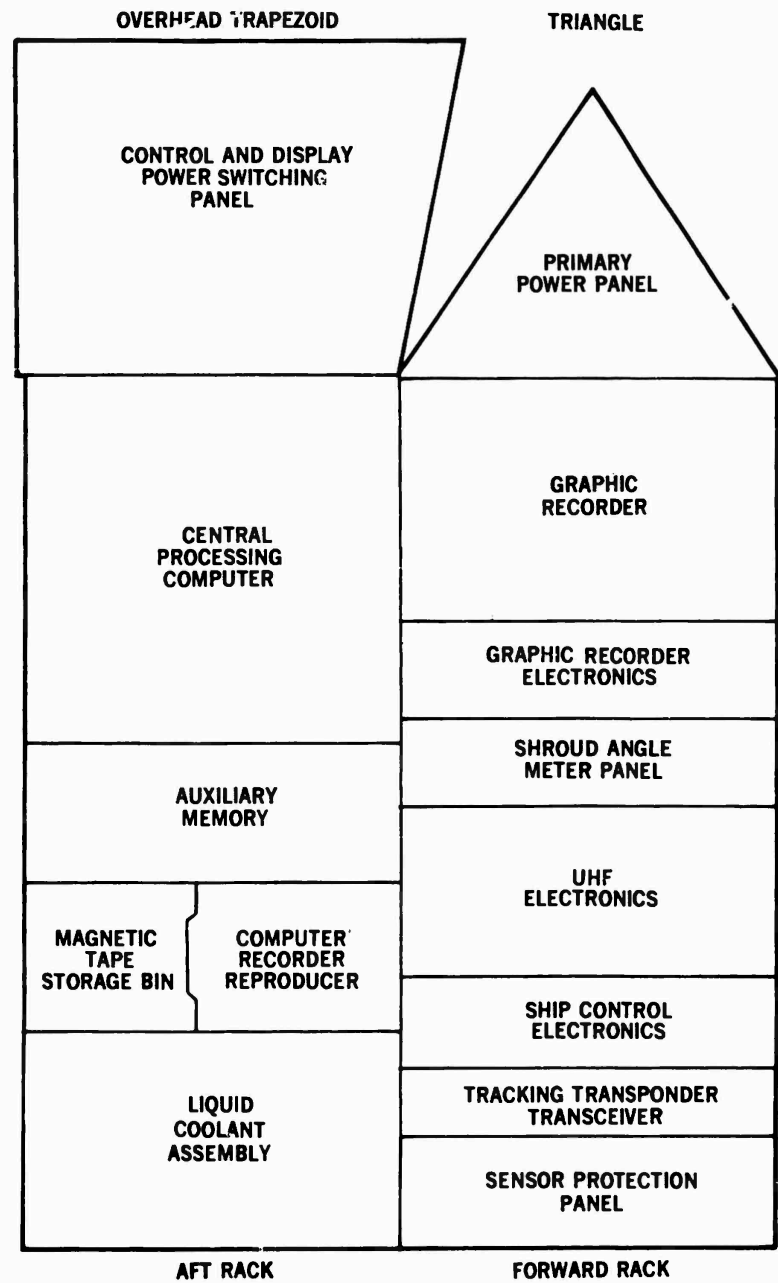 OVERHEAD TRAPEZOID
TRIANGLE
CONTROL AND DISPLAY
POWER SWITCHING
PANEL
PRIMARY
POWER PANEL
CENTRAL
PROCESSING
COMPUTER
GRAPHIC
RECORDER
GRAPHIC RECORDER
ELECTRONICS
SHROUD ANGLE
METER PANEL
AUXILIARY
MEMORY
UHF
ELECTRONICS
MAGNETIC
TAPE
STORAGE BIN
COMPUTER
RECORDER
REPRODUCER
SHIP CONTROL
ELECTRONICS
LIQUID
COOLANT
ASSEMBLY
TRACKING TRANSPONDER
TRANSCEIVER
SENSOR PROTECTION
PANEL
AFT RACK
FORWARD RACK